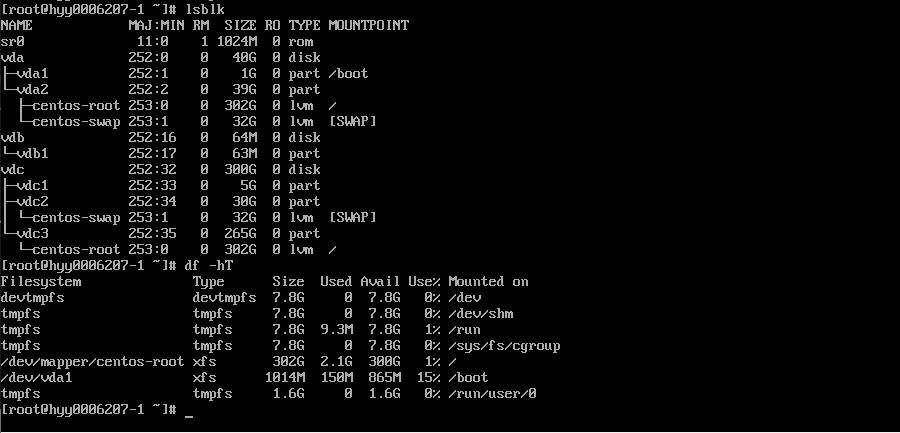 [root@hyy0006207-1 ~]# lsblk
NAME            MAJ:MIN RM  SIZE RO TYPE MOUNTPOINT
sr0              11:0    1 1024M  0 rom
vda             252:0    0   40G  0 disk
├─vda1          252:1    0    1G  0 part /boot
└─vda2          252:2    0   39G  0 part
  ├─centos-root 253:0    0  302G  0 lvm  /
  └─centos-swap 253:1    0   32G  0 lvm  [SWAP]
vdb             252:16   0   64M  0 disk
└─vdb1          252:17   0   63M  0 part
vdc             252:32   0  300G  0 disk
├─vdc1          252:33   0    5G  0 part
├─vdc2          252:34   0   30G  0 part
│ └─centos-swap 253:1    0   32G  0 lvm  [SWAP]
└─vdc3          252:35   0  265G  0 part
  └─centos-root 253:0    0  302G  0 lvm  /
[root@hyy0006207-1 ~]# df -hT
Filesystem              Type      Size  Used Avail Use% Mounted on
devtmpfs                devtmpfs  7.8G     0  7.8G   0% /dev
tmpfs                   tmpfs     7.8G     0  7.8G   0% /dev/shm
tmpfs                   tmpfs     7.8G  9.3M  7.8G   1% /run
tmpfs                   tmpfs     7.8G     0  7.8G   0% /sys/fs/cgroup
/dev/mapper/centos-root xfs       302G  2.1G  300G   1% /
/dev/vda1               xfs      1014M  150M  865M  15% /boot
tmpfs                   tmpfs     1.6G     0  1.6G   0% /run/user/0
[root@hyy0006207-1 ~]# _